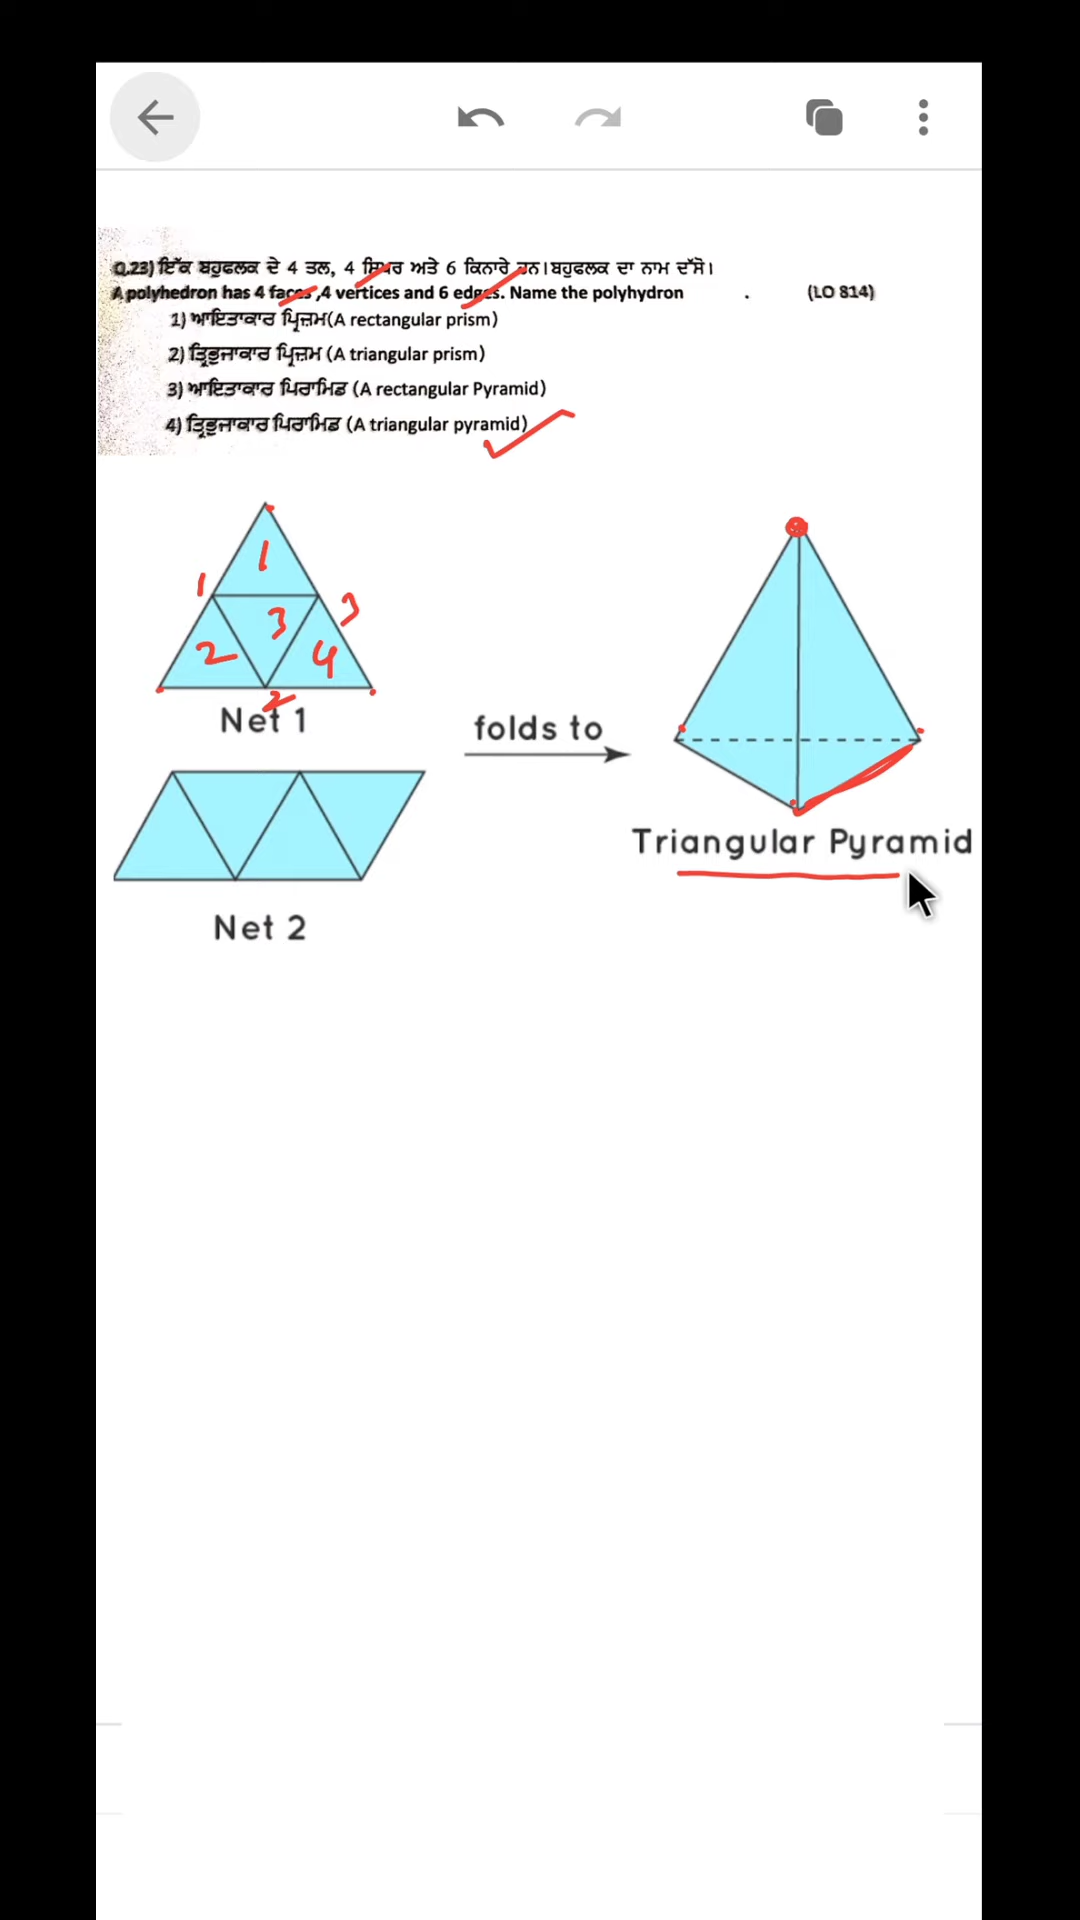 Q.23) ਇੱਕ ਬਹੁਫਲਕ ਦੇ 4 ਤਲ, 4 ਸਿਖਰ ਅਤੇ 6 ਕਿਨਾਰੇ ਹਨ।ਬਹੁਫਲਕ ਦਾ ਨਾਮ ਦੱਸੋ।
A polyhedron has 4 faces ,4 vertices and 6 edges. Name the polyhydron . (LO 814)
1) ਆਇਤਾਕਾਰ ਪ੍ਰਿਜ਼ਮ(A rectangular prism)
2) ਤ੍ਰਿਭੁਜਾਕਾਰ ਪ੍ਰਿਜ਼ਮ (A triangular prism)
3) ਆਇਤਾਕਾਰ ਪਿਰਾਮਿਡ (A rectangular Pyramid)
4) ਤ੍ਰਿਭੁਜਾਕਾਰ ਪਿਰਾਮਿਡ (A triangular pyramid)
1
1 3 3
2 4
2
Net 1
folds to
Triangular Pyramid
Net 2